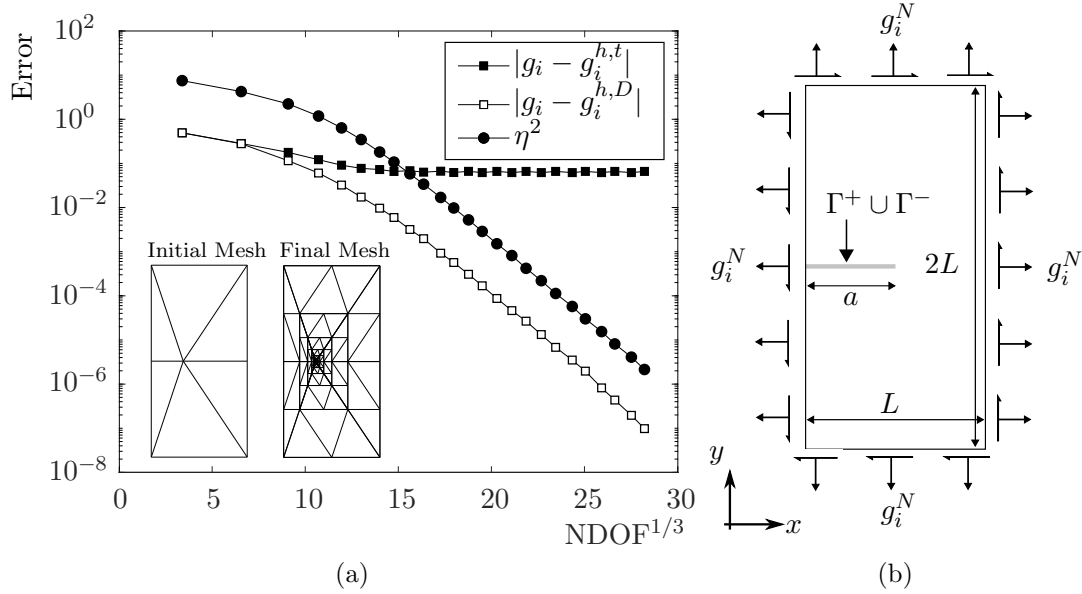 Error
10^2
10^0
10^{-2}
10^{-4}
10^{-6}
10^{-8}
0
5
10
15
20
25
30
NDOF^{1/3}
|g_i − g_i^{h,t}|
|g_i − g_i^{h,D}|
η^2
Initial Mesh
Final Mesh
(a)
g_i^N
Γ^+ ∪ Γ^−
g_i^N
2L
g_i^N
a
L
y
x
g_i^N
(b)